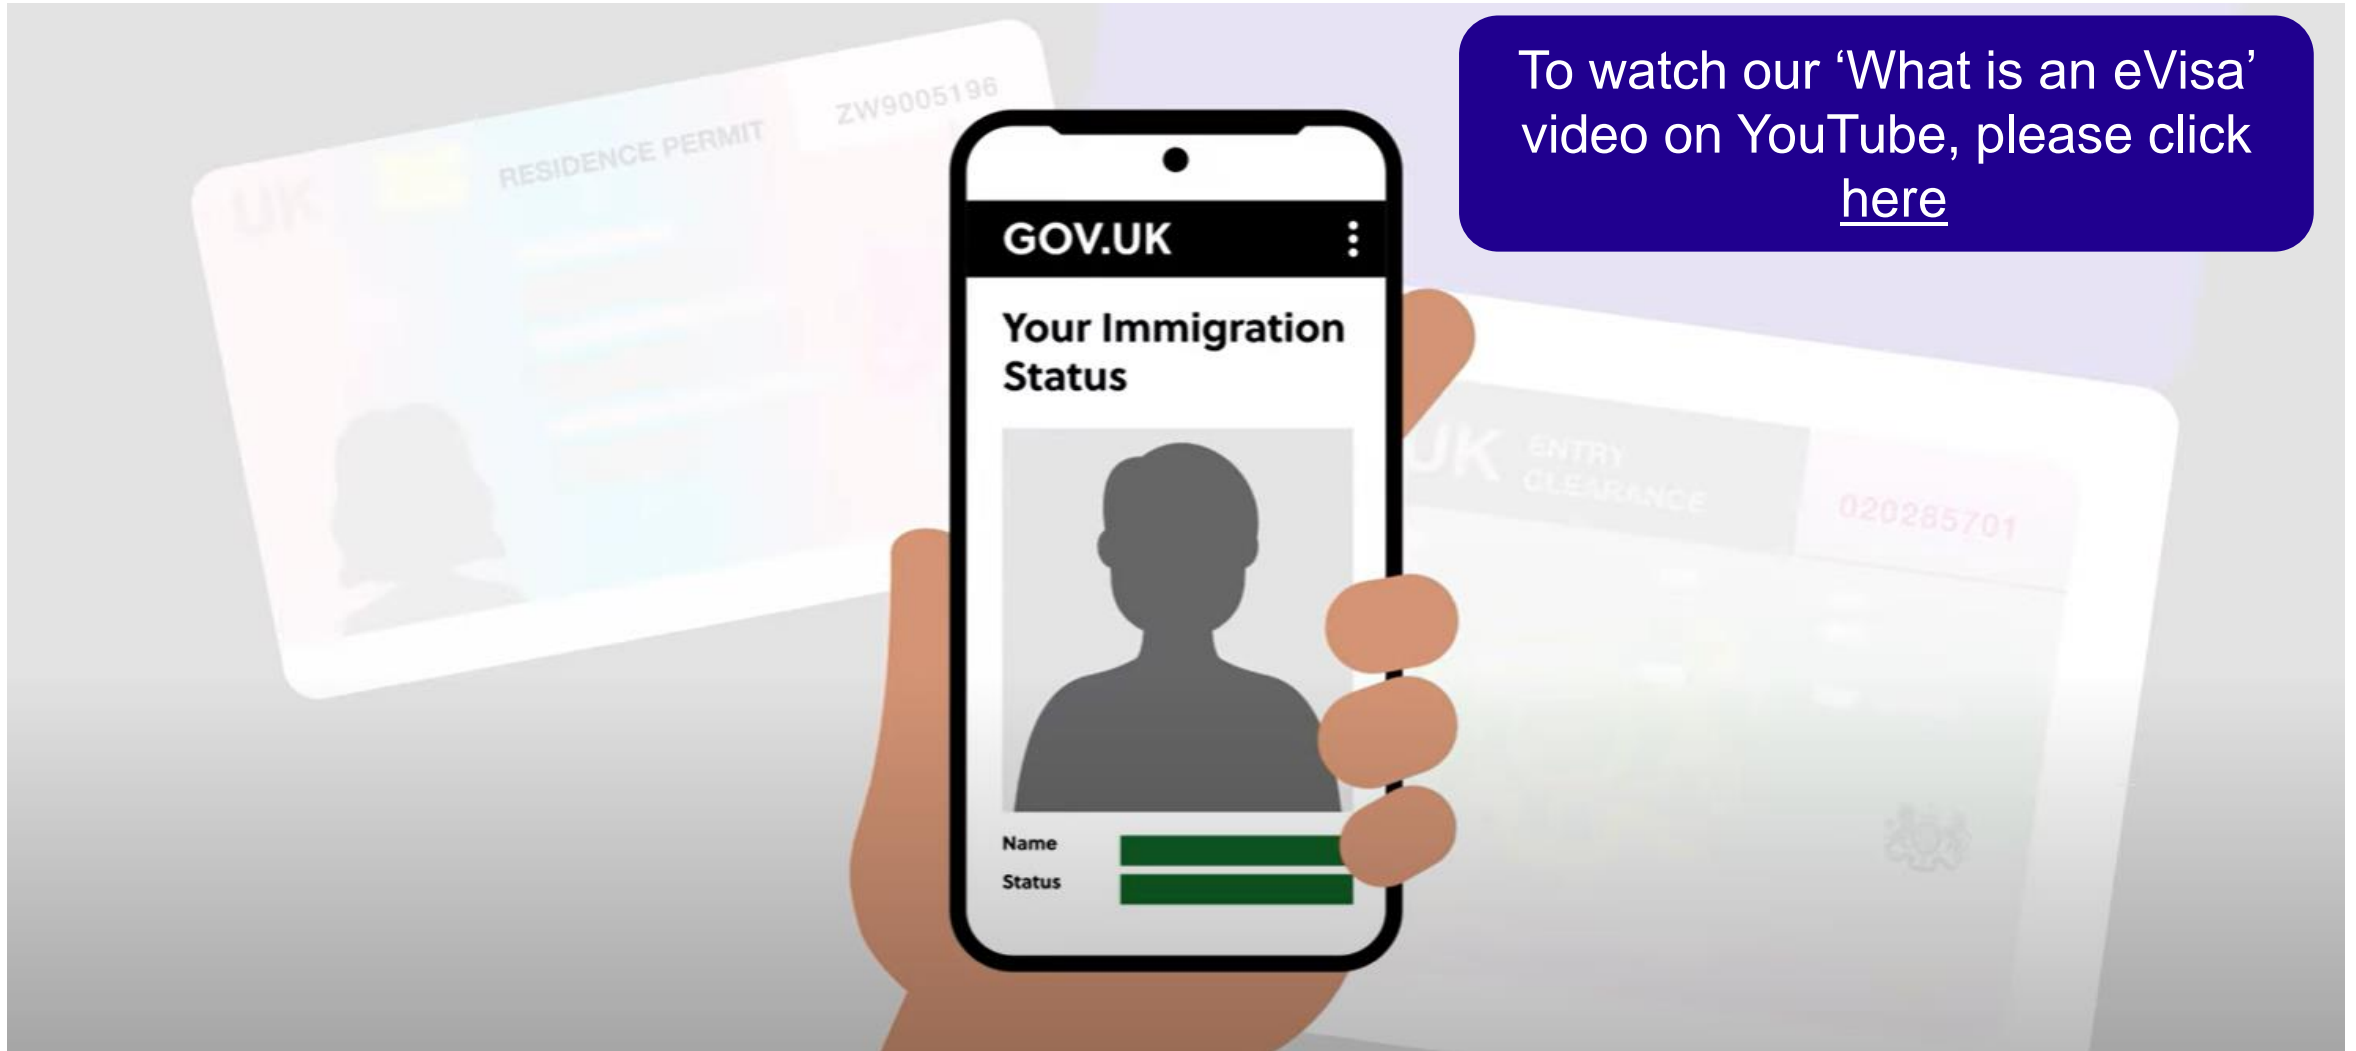 To watch our ‘What is an eVisa’
video on YouTube, please click
here
UK
RESIDENCE PERMIT
ZW9005196
GOV.UK
Your Immigration
Status
Name
Status
UK
ENTRY
CLEARANCE
020285701